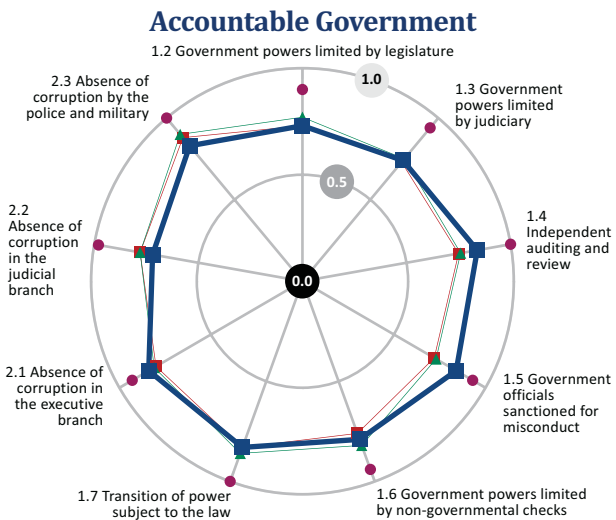 Accountable Government
1.2 Government powers limited by legislature
1.0
2.3 Absence of
corruption by the
police and military
1.3 Government
powers limited
by judiciary
0.5
2.2
Absence of
corruption
in the
judicial
branch
1.4
Independent
auditing and
review
0.0
2.1 Absence of
corruption in
the executive
branch
1.5 Government
officials
sanctioned for
misconduct
1.7 Transition of power
subject to the law
1.6 Government powers limited
by non-governmental checks